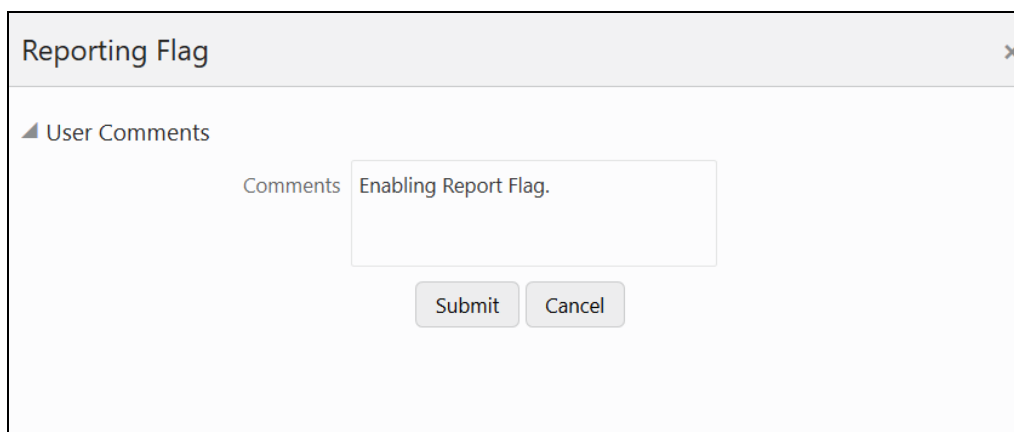 Reporting Flag
User Comments
Comments Enabling Report Flag.
Submit Cancel